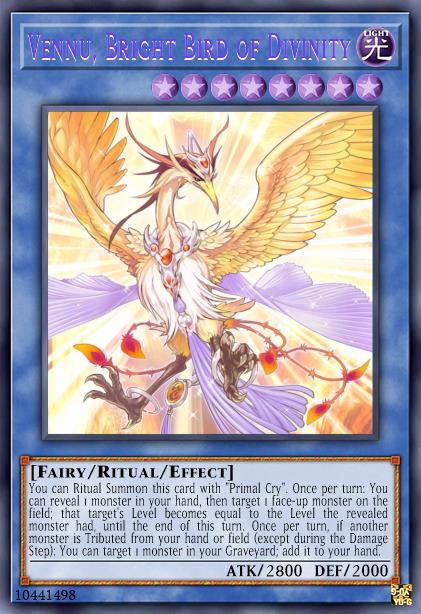 Vennu, Bright Bird of Divinity
LIGHT
光
[Fairy/Ritual/Effect]
You can Ritual Summon this card with "Primal Cry". Once per turn: You
can reveal 1 monster in your hand, then target 1 face-up monster on the
field; that target's Level becomes equal to the Level the revealed
monster had, until the end of this turn. Once per turn, if another
monster is Tributed from your hand or field (except during the Damage
Step): You can target 1 monster in your Graveyard; add it to your hand.
ATK/2800 DEF/2000
10441498